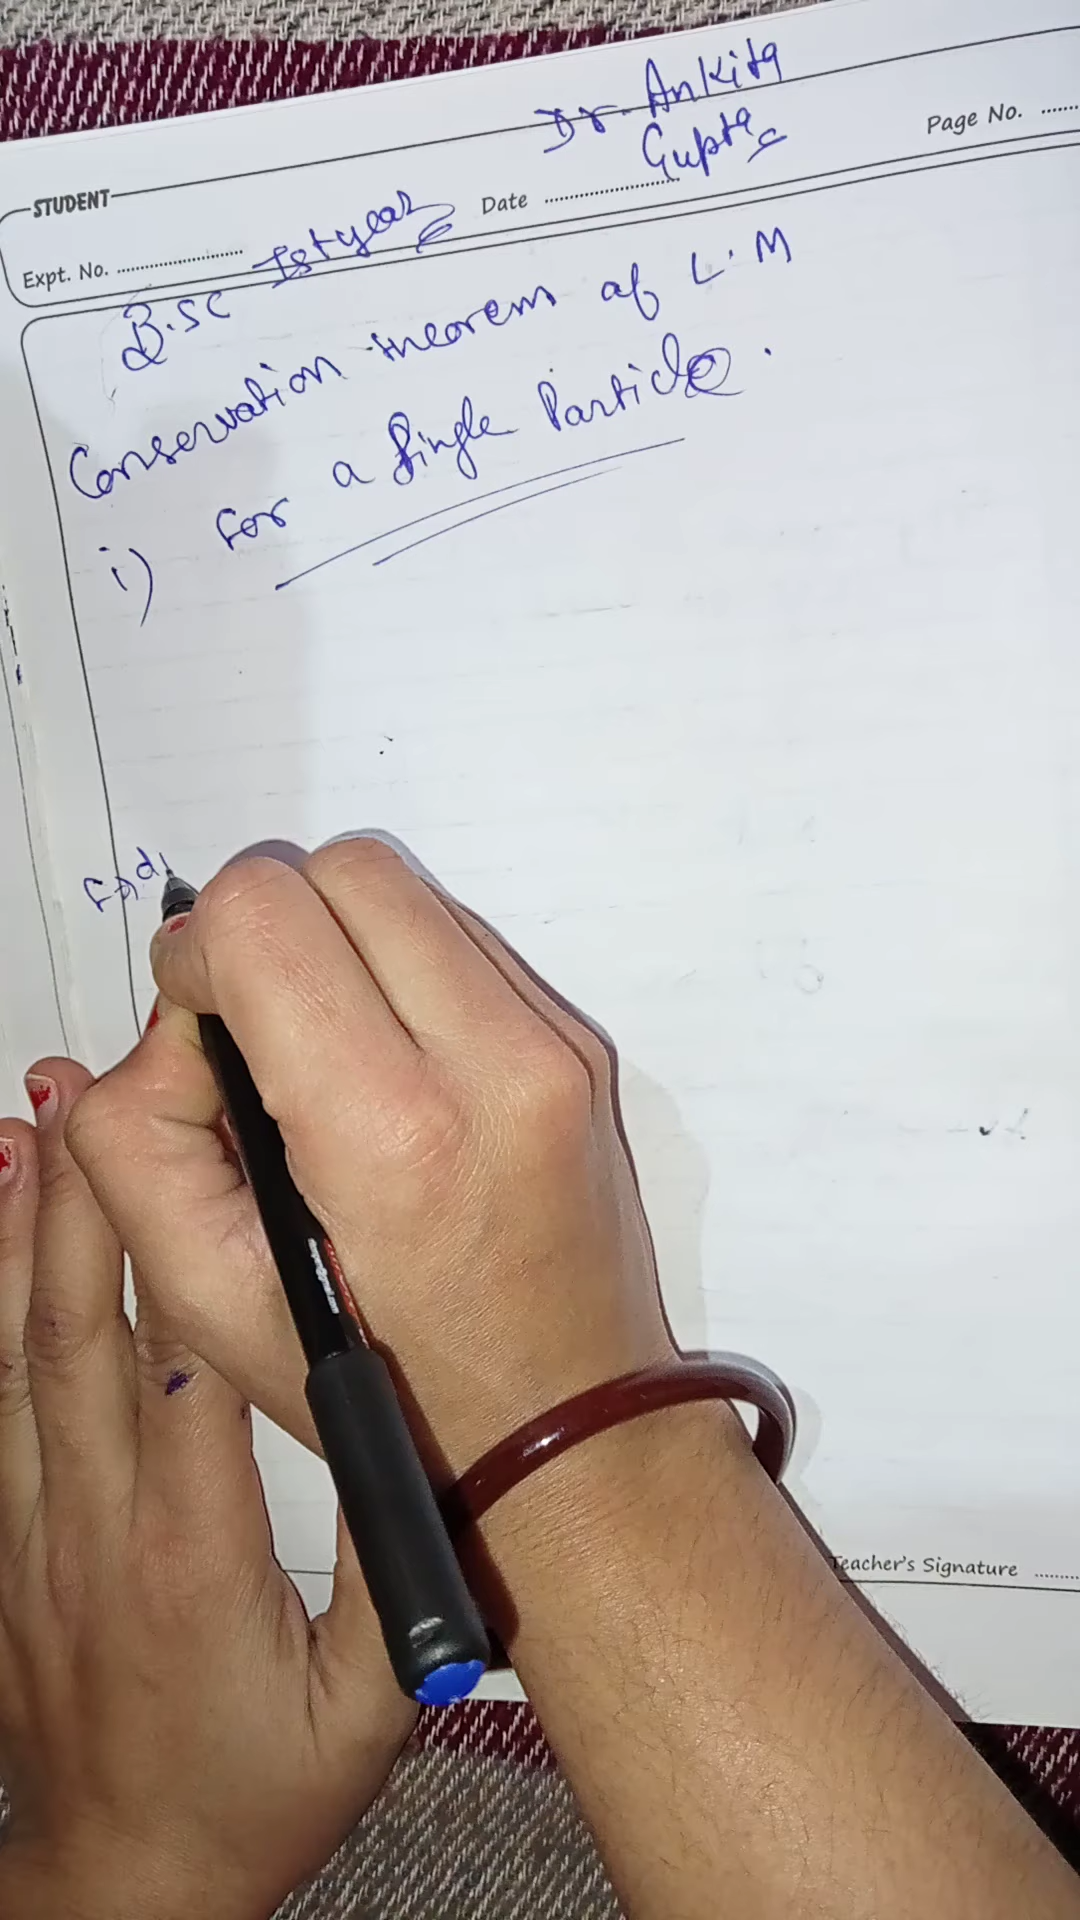 Dr. Ankita
Gupta
Page No. ......
STUDENT
Date ....................
Expt. No. ....................
Ist year
B.SC
Conservation theorem of L.M
i) For a Single Particle.
Teacher's Signature ......